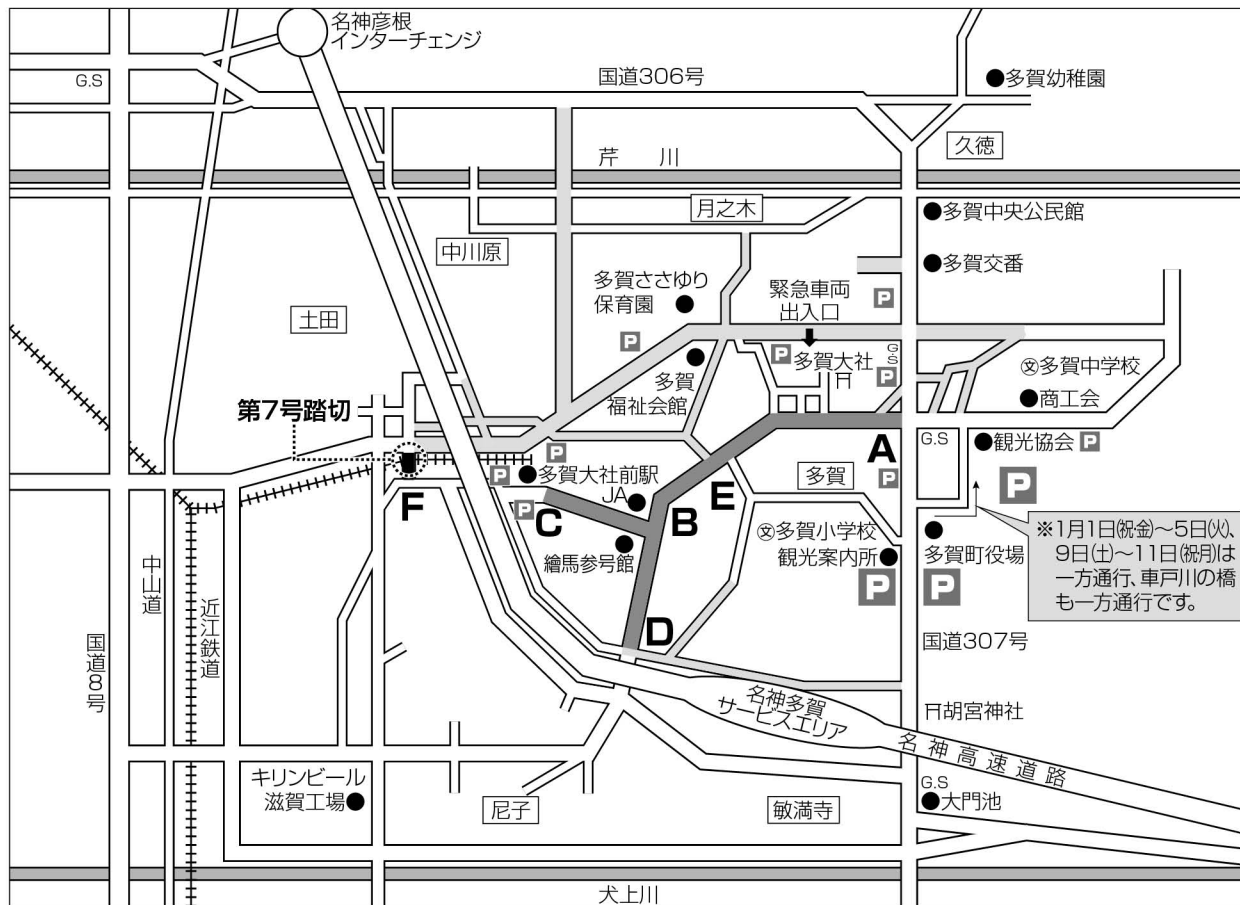 名神彦根
インターチェンジ
国道306号
G.S
多賀幼稚園
久徳
芹 川
月之木
多賀中央公民館
中川原
多賀交番
多賀ささゆり
保育園
緊急車両
出入口
P
土田
P
P
多賀大社
G.S
P
多賀
福祉会館
㊛多賀中学校
商工会
第7号踏切
A
G.S
観光協会 P
P
多賀大社前駅
P
多賀
P
P
JA
E
B
F
C
P
文多賀小学校
観光案内所
P
多賀町役場
P
※1月1日(祝金)〜5日(火)、
9日(土)〜11日(祝月)は
一方通行、車戸川の橋
も一方通行です。
繪馬参号館
D
中山道
近江鉄道
国道8号
国道307号
名神多賀
サービスエリア
胡宮神社
名神高速道路
キリンビール
滋賀工場
尼子
敏満寺
G.S
大門池
犬上川